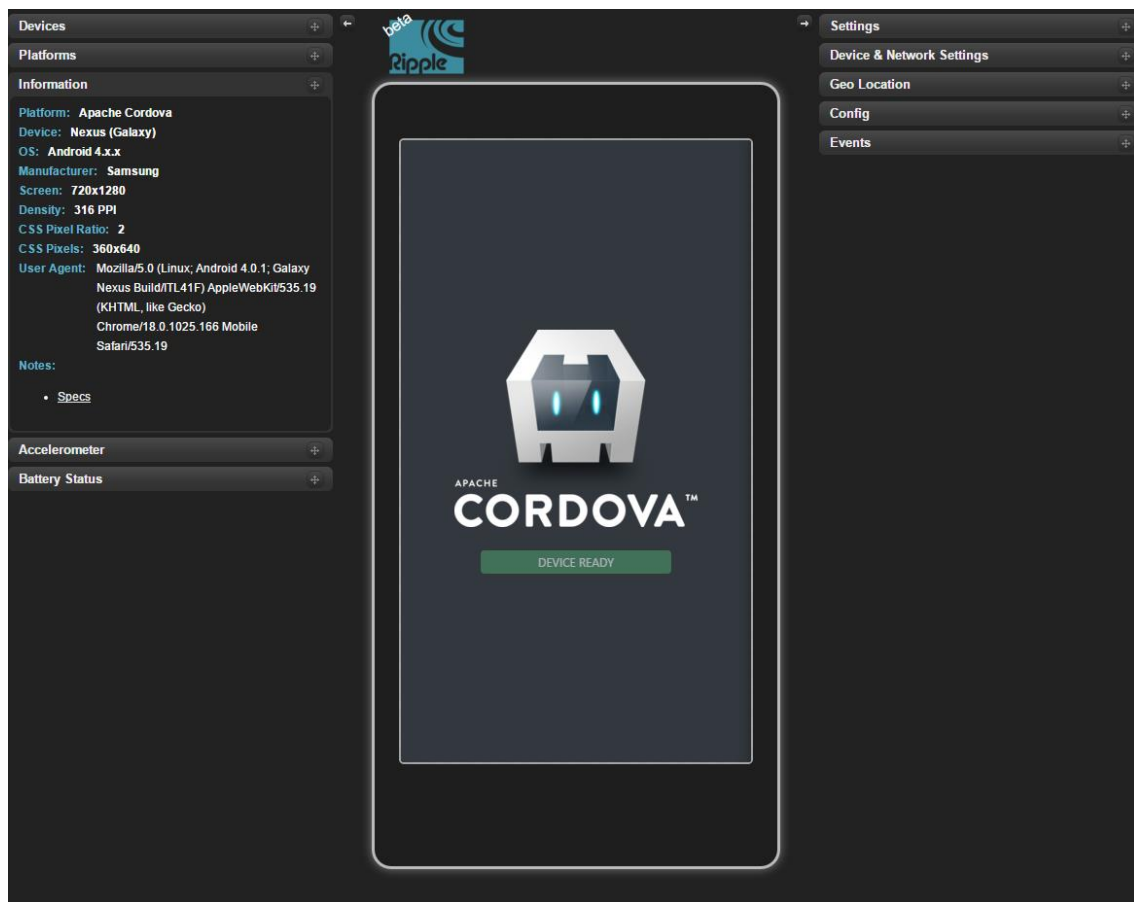 Devices
Platforms
Information
Platform: Apache Cordova
Device: Nexus (Galaxy)
OS: Android 4.x.x
Manufacturer: Samsung
Screen: 720x1280
Density: 316 PPI
CSS Pixel Ratio: 2
CSS Pixels: 360x640
User Agent: Mozilla/5.0 (Linux; Android 4.0.1; Galaxy
Nexus Build/ITL41F) AppleWebKit/535.19
(KHTML, like Gecko)
Chrome/18.0.1025.166 Mobile
Safari/535.19
Notes:
• Specs
Accelerometer
Battery Status
←
beta
Ripple
APACHE
CORDOVA™
DEVICE READY
→
Settings
Device & Network Settings
Geo Location
Config
Events